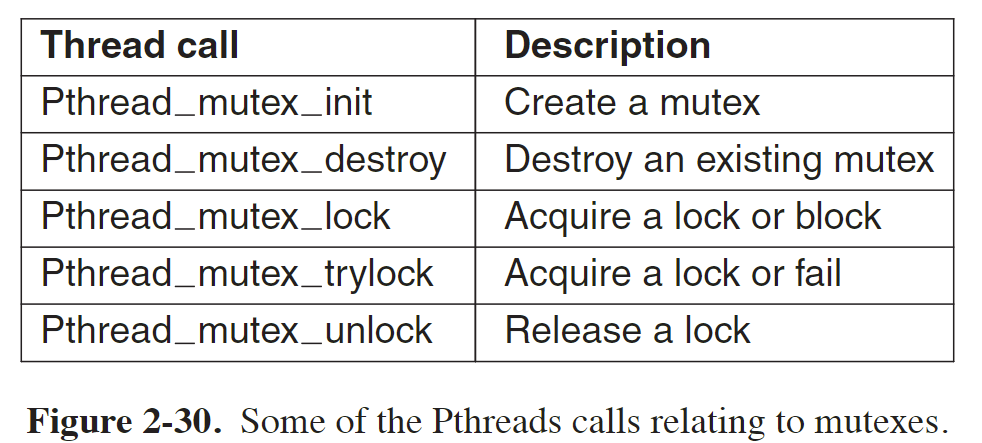 Thread call Description
Pthread_mutex_init Create a mutex
Pthread_mutex_destroy Destroy an existing mutex
Pthread_mutex_lock Acquire a lock or block
Pthread_mutex_trylock Acquire a lock or fail
Pthread_mutex_unlock Release a lock
Figure 2-30. Some of the Pthreads calls relating to mutexes.